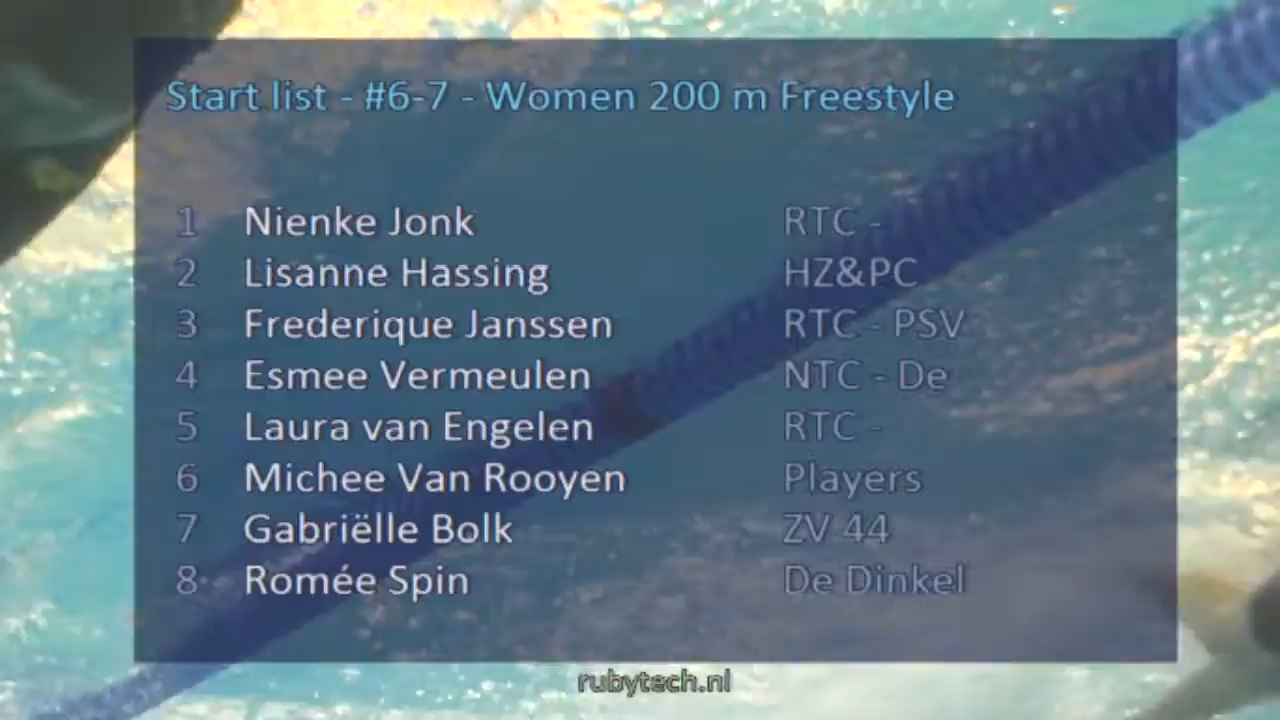 Start list - #6-7 - Women 200 m Freestyle
1 Nienke Jonk RTC -
2 Lisanne Hassing HZ&PC
3 Frederique Janssen RTC - PSV
4 Esmee Vermeulen NTC - De
5 Laura van Engelen RTC -
6 Michee Van Rooyen Players
7 Gabriëlle Bolk ZV 44
8 Romée Spin De Dinkel
rubytech.nl